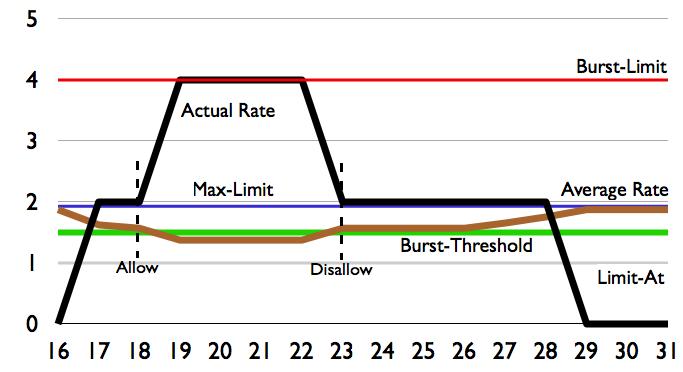 5
Burst-Limit
4
Actual Rate
3
Max-Limit
Average Rate
2
Burst-Threshold
1
Allow
Disallow
Limit-At
0
16 17 18 19 20 21 22 23 24 25 26 27 28 29 30 31